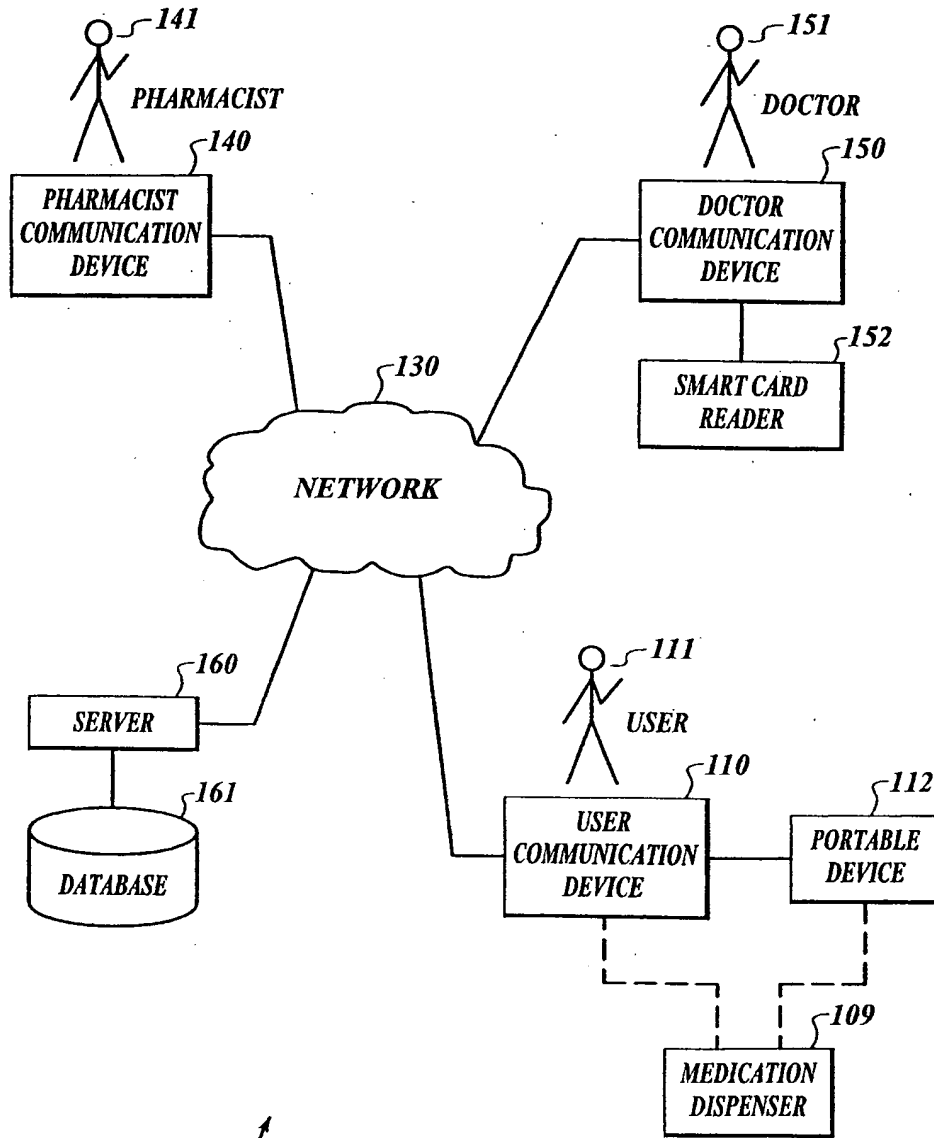 141
PHARMACIST
140
PHARMACIST
COMMUNICATION
DEVICE
151
DOCTOR
150
DOCTOR
COMMUNICATION
DEVICE
152
SMART CARD
READER
130
NETWORK
160
SERVER
161
DATABASE
111
USER
110
USER
COMMUNICATION
DEVICE
112
PORTABLE
DEVICE
109
MEDICATION
DISPENSER